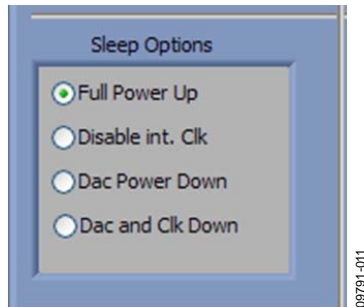 Sleep Options
Full Power Up
Disable int. Clk
Dac Power Down
Dac and Clk Down
09791-011